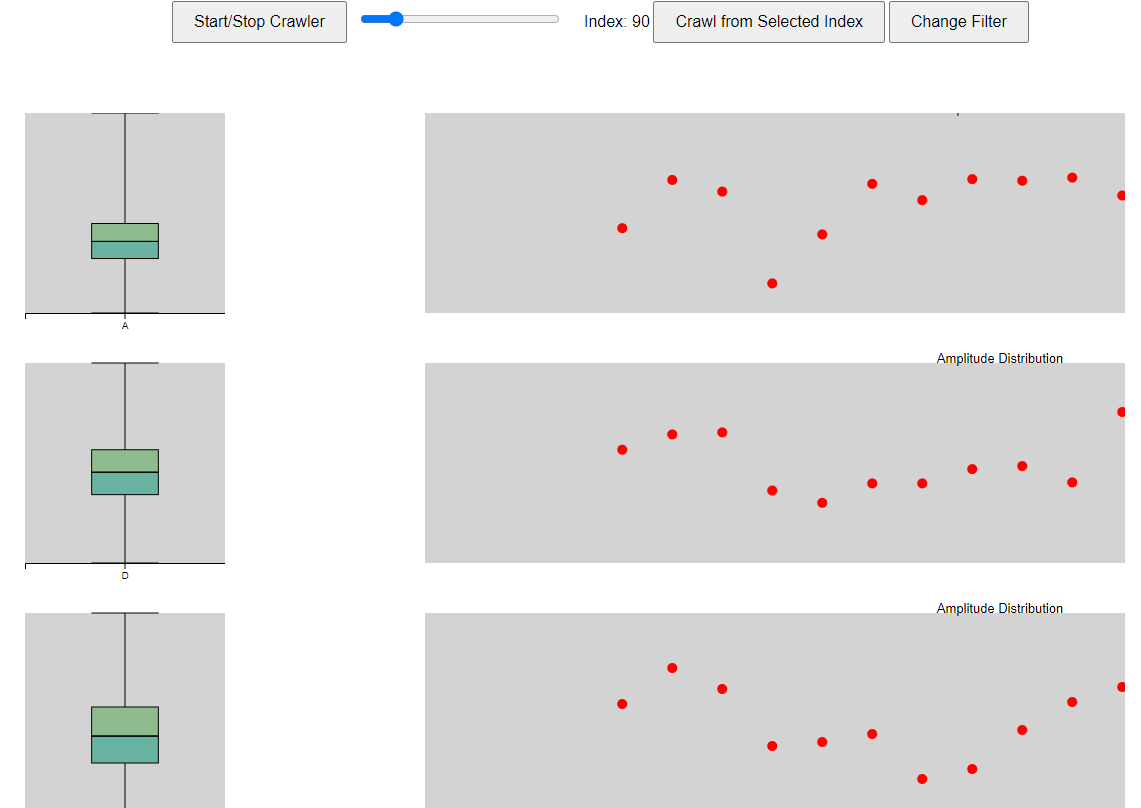 Start/Stop Crawler Index: 90 Crawl from Selected Index Change Filter
A
Amplitude Distribution
D
Amplitude Distribution